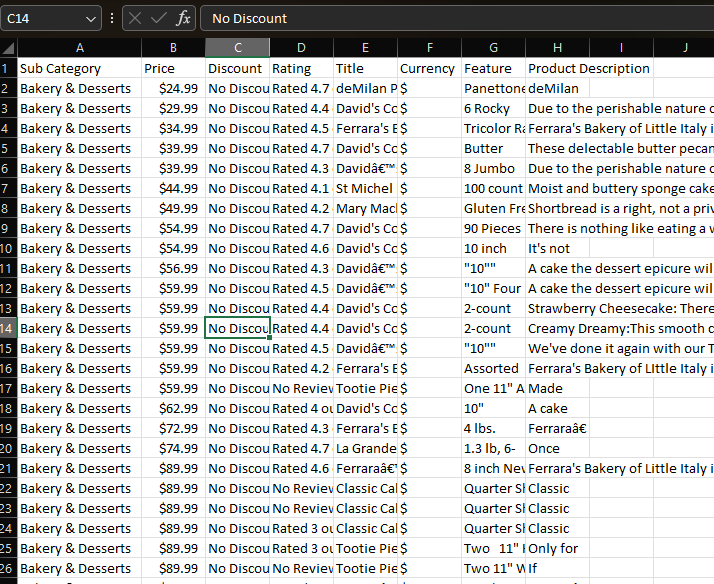 C14 fx No Discount
A B C D E F G H I J
1 Sub Category Price Discount Rating Title Currency Feature Product Description
2 Bakery & Desserts $24.99 No Discou Rated 4.7 deMilan P $ Panettone deMilan
3 Bakery & Desserts $29.99 No Discou Rated 4.4 David's Co $ 6 Rocky Due to the perishable nature o
4 Bakery & Desserts $34.99 No Discou Rated 4.5 Ferrara's B $ Tricolor Ra Ferrara's Bakery of Little Italy i
5 Bakery & Desserts $39.99 No Discou Rated 4.7 David's Co $ Butter These delectable butter pecan
6 Bakery & Desserts $39.99 No Discou Rated 4.3 Davidâ€™ $ 8 Jumbo Due to the perishable nature o
7 Bakery & Desserts $44.99 No Discou Rated 4.1 St Michel $ 100 count Moist and buttery sponge cake
8 Bakery & Desserts $49.99 No Discou Rated 4.2 Mary Macl $ Gluten Fre Shortbread is a right, not a priv
9 Bakery & Desserts $54.99 No Discou Rated 4.7 David's Co $ 90 Pieces There is nothing like eating a w
10 Bakery & Desserts $54.99 No Discou Rated 4.6 David's Co $ 10 inch It's not
11 Bakery & Desserts $56.99 No Discou Rated 4.3 Davidâ€™ $ "10"" A cake the dessert epicure wil
12 Bakery & Desserts $59.99 No Discou Rated 4.5 Davidâ€™ $ "10" Four A cake the dessert epicure wil
13 Bakery & Desserts $59.99 No Discou Rated 4.4 David's Co $ 2-count Strawberry Cheesecake: There
14 Bakery & Desserts $59.99 No Discou Rated 4.4 David's Co $ 2-count Creamy Dreamy:This smooth c
15 Bakery & Desserts $59.99 No Discou Rated 4.5 Davidâ€™ $ "10"" We've done it again with our T
16 Bakery & Desserts $59.99 No Discou Rated 4.2 Ferrara's B $ Assorted Ferrara's Bakery of LIttle Italy i
17 Bakery & Desserts $59.99 No Discou No Review Tootie Pie $ One 11" A Made
18 Bakery & Desserts $62.99 No Discou Rated 4 ou David's Co $ 10" A cake
19 Bakery & Desserts $72.99 No Discou Rated 4.3 Ferrara's B $ 4 lbs. Ferraraâ€
20 Bakery & Desserts $74.99 No Discou Rated 4.7 La Grande $ 1.3 lb, 6- Once
21 Bakery & Desserts $89.99 No Discou Rated 4.6 Ferraraâ€™ $ 8 inch New Ferrara's Bakery of Little Italy i
22 Bakery & Desserts $89.99 No Discou No Review Classic Cak $ Quarter Sh Classic
23 Bakery & Desserts $89.99 No Discou No Review Classic Cak $ Quarter Sh Classic
24 Bakery & Desserts $89.99 No Discou Rated 3 ou Classic Cak $ Quarter Sh Classic
25 Bakery & Desserts $89.99 No Discou Rated 3 ou Tootie Pie $ Two 11" Only for
26 Bakery & Desserts $89.99 No Discou No Review Tootie Pie $ Two 11" W If